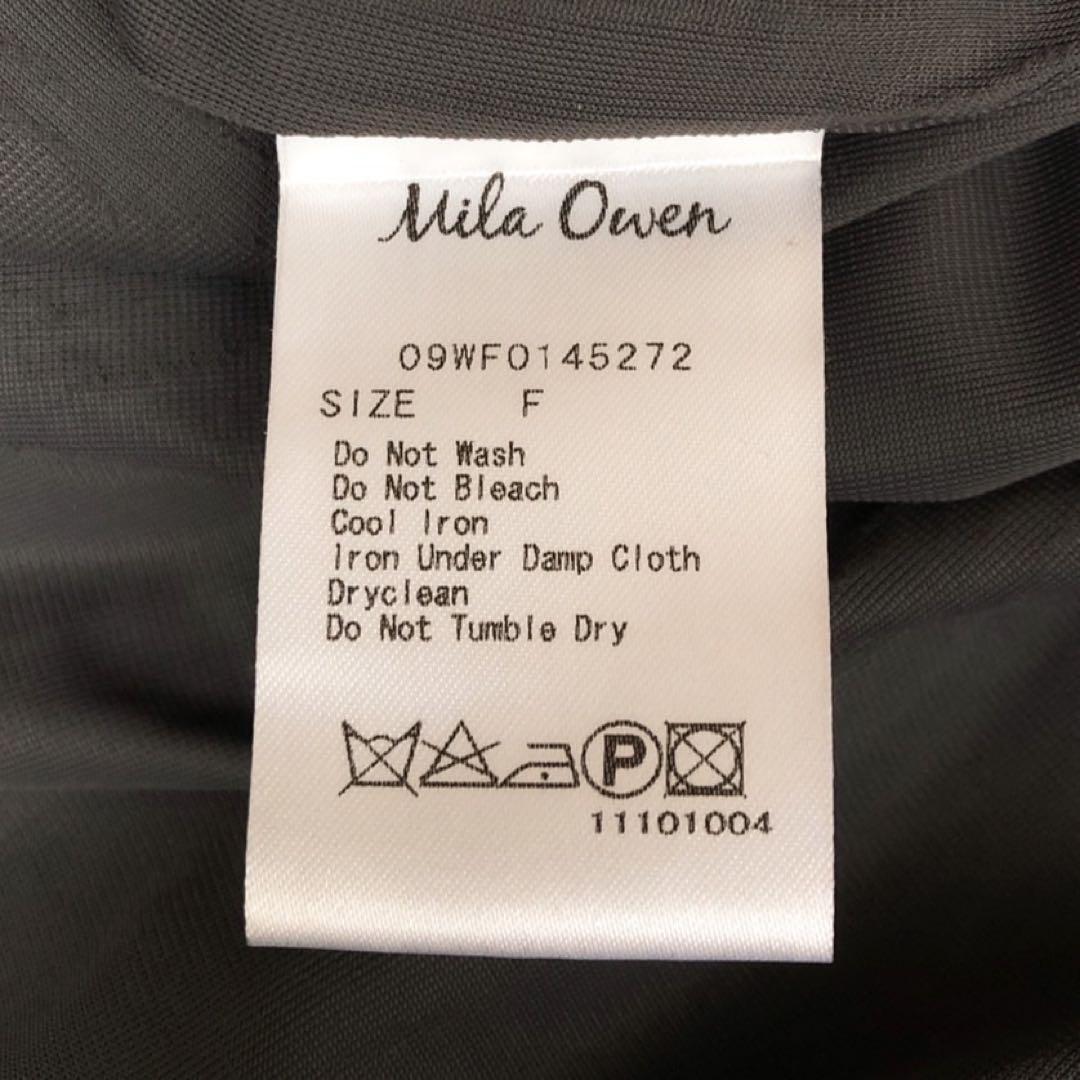 Mila Owen
09WF0145272
SIZE F
Do Not Wash
Do Not Bleach
Cool Iron
Iron Under Damp Cloth
Dryclean
Do Not Tumble Dry
P
11101004